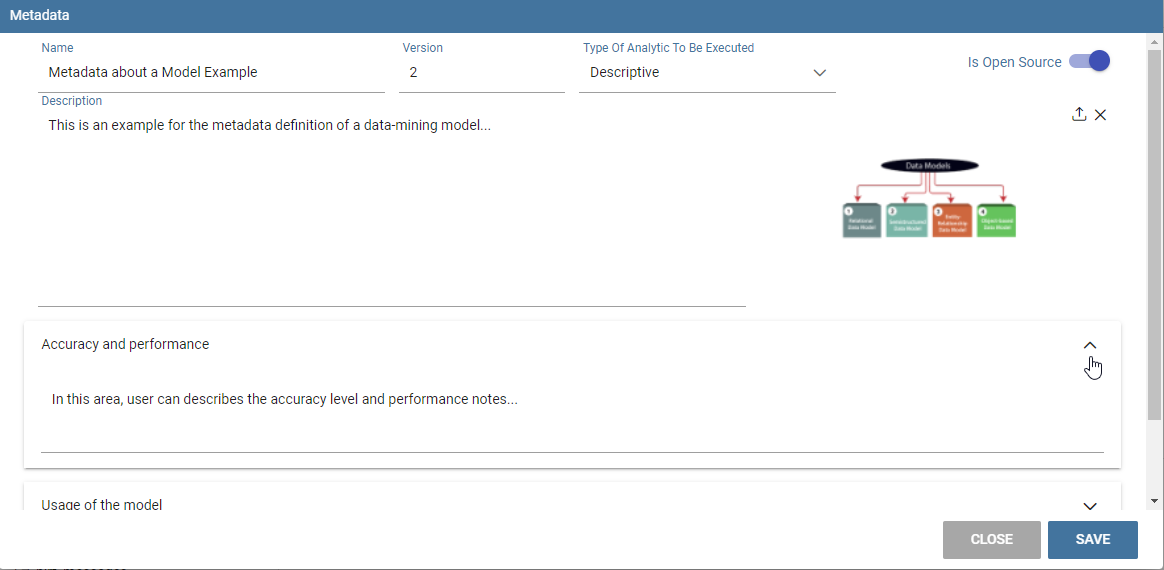 Metadata
Name
Version
Type Of Analytic To Be Executed
Metadata about a Model Example
2
Descriptive
Is Open Source
Description
This is an example for the metadata definition of a data-mining model...
Data Models
1
2
3
4
Relational
Data Model
Semistructured
Data Model
Entity
Relationship
Data Model
Object-based
Data Model
Accuracy and performance
In this area, user can describes the accuracy level and performance notes...
Usage of the model
CLOSE
SAVE